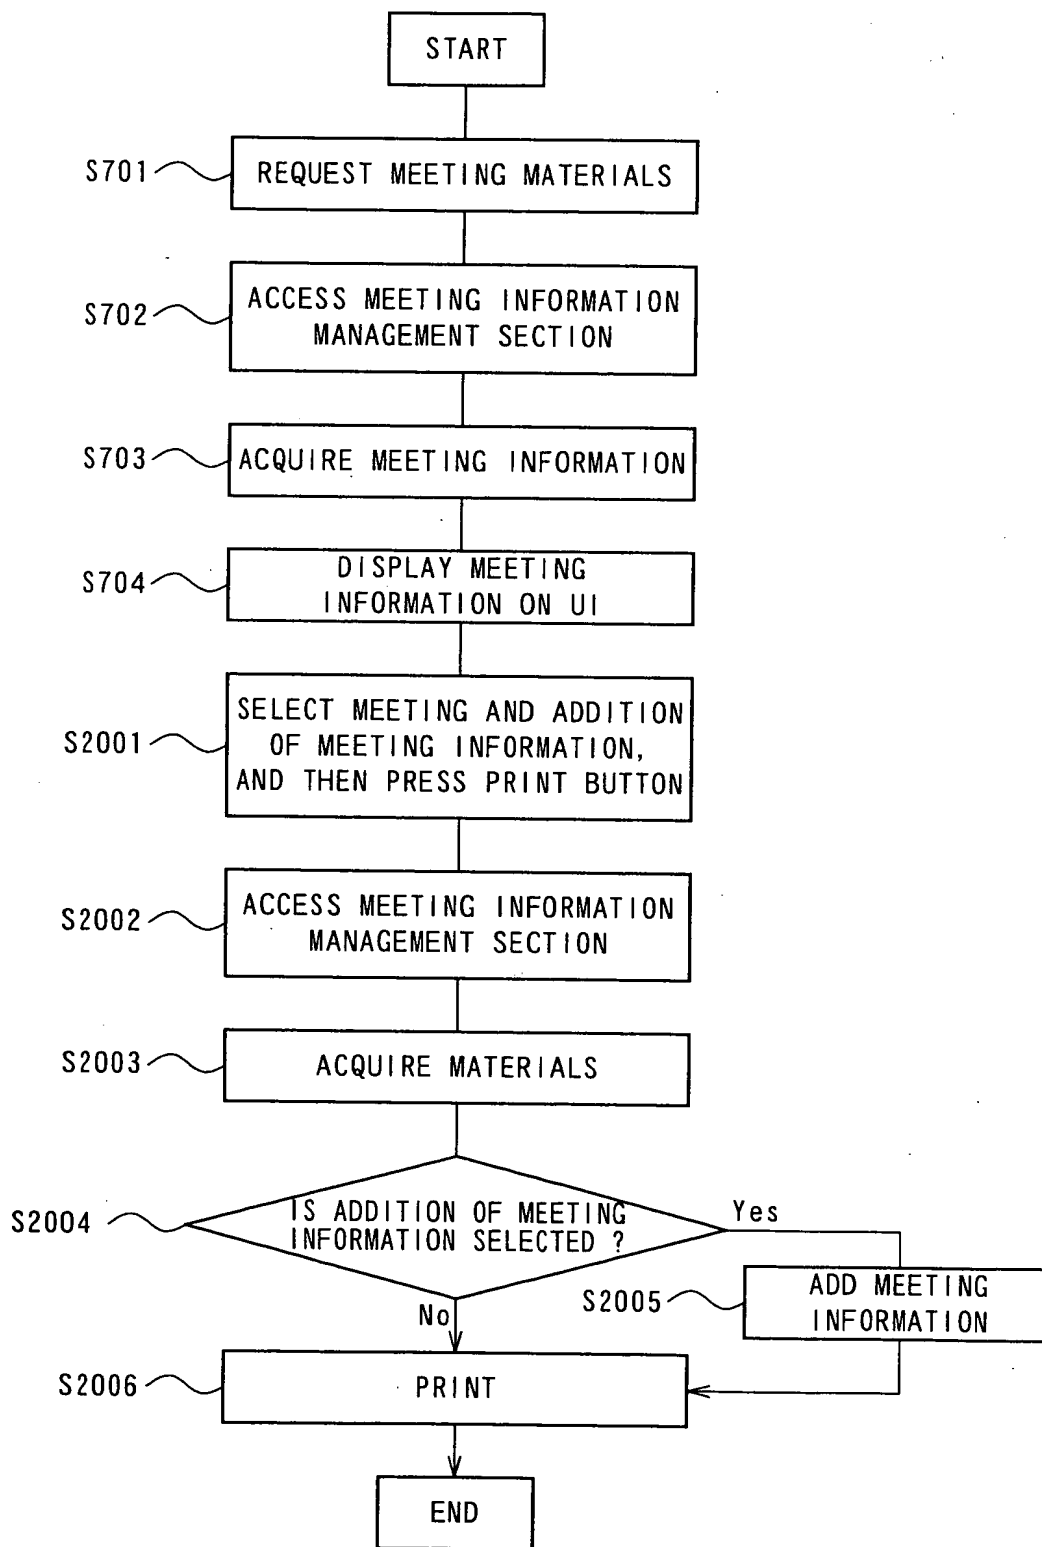 START
S701
REQUEST MEETING MATERIALS
S702
ACCESS MEETING INFORMATION
MANAGEMENT SECTION
S703
ACQUIRE MEETING INFORMATION
S704
DISPLAY MEETING
INFORMATION ON UI
S2001
SELECT MEETING AND ADDITION
OF MEETING INFORMATION,
AND THEN PRESS PRINT BUTTON
S2002
ACCESS MEETING INFORMATION
MANAGEMENT SECTION
S2003
ACQUIRE MATERIALS
S2004
IS ADDITION OF MEETING
INFORMATION SELECTED ?
Yes
S2005
ADD MEETING
INFORMATION
No
S2006
PRINT
END